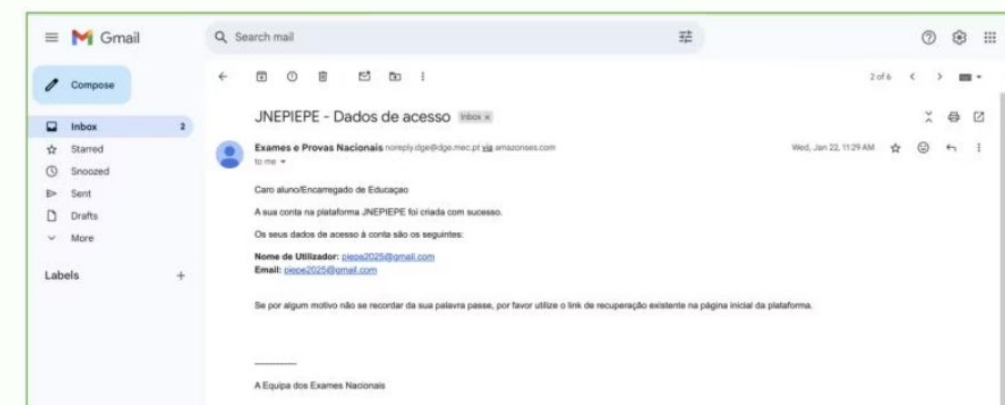 Gmail
Search mail
Compose
2 of 6
Inbox 2
Starred
Snoozed
Sent
Drafts
More
Labels +
JNEPIEPE - Dados de acesso Inbox x
Exames e Provas Nacionais noreply.dge@dge.mec.pt via amazonses.com Wed, Jan 22, 11:29 AM
to me
Caro aluno/Encarregado de Educaçao
A sua conta na plataforma JNEPIEPE foi criada com sucesso.
Os seus dados de acesso à conta são os seguintes:
Nome de Utilizador: piepe2025@gmail.com
Email: piepe2025@gmail.com
Se por algum motivo não se recordar da sua palavra passe, por favor utilize o link de recuperação existente na página inicial da plataforma.
--------------
A Equipa dos Exames Nacionais